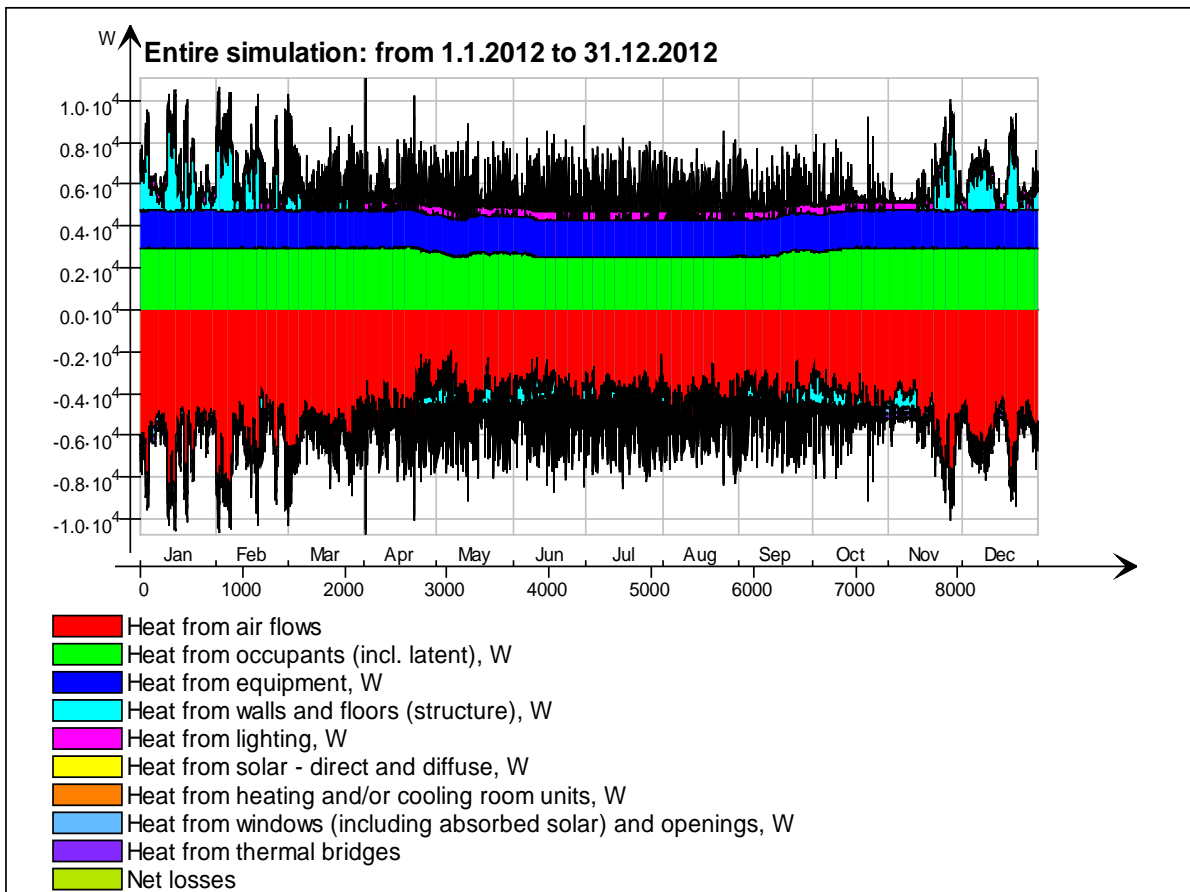 W
Entire simulation: from 1.1.2012 to 31.12.2012
1.0·10⁴
0.8·10⁴
0.6·10⁴
0.4·10⁴
0.2·10⁴
0.0·10⁴
-0.2·10⁴
-0.4·10⁴
-0.6·10⁴
-0.8·10⁴
-1.0·10⁴
Jan Feb Mar Apr May Jun Jul Aug Sep Oct Nov Dec
0 1000 2000 3000 4000 5000 6000 7000 8000
Heat from air flows
Heat from occupants (incl. latent), W
Heat from equipment, W
Heat from walls and floors (structure), W
Heat from lighting, W
Heat from solar - direct and diffuse, W
Heat from heating and/or cooling room units, W
Heat from windows (including absorbed solar) and openings, W
Heat from thermal bridges
Net losses